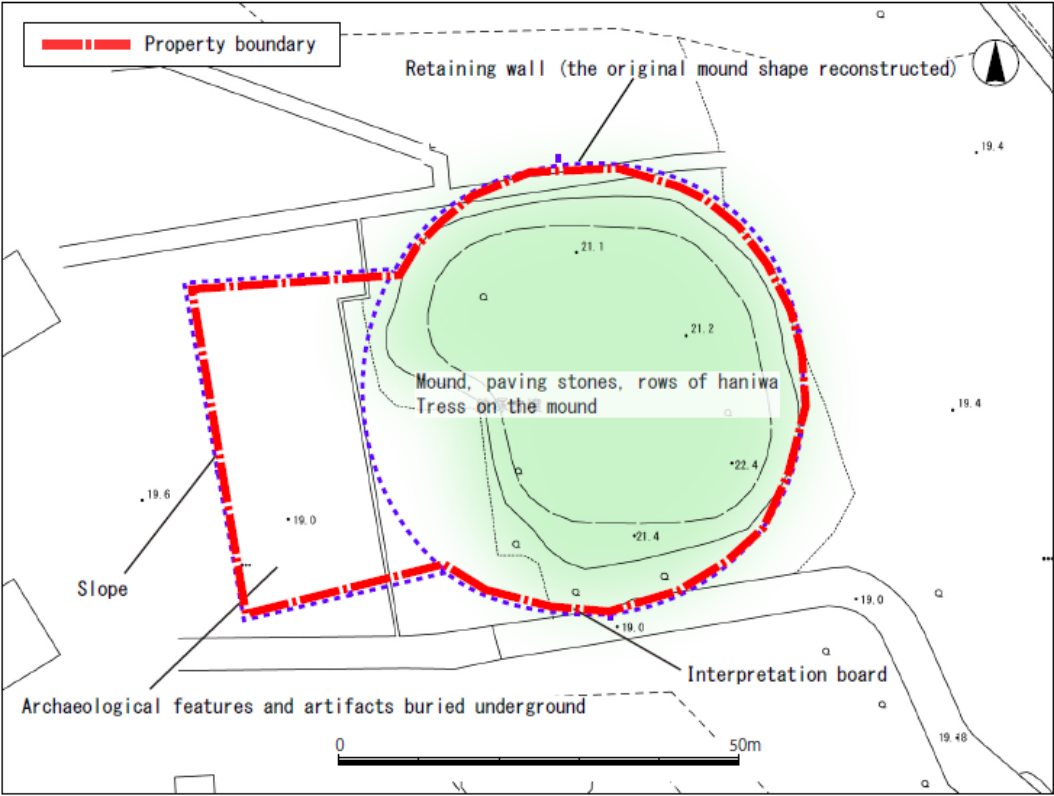 Property boundary
Retaining wall (the original mound shape reconstructed)
19.4
21.1
21.2
Mound, paving stones, rows of haniwa
Tress on the mound
19.4
22.4
19.6
19.0
21.4
Slope
19.0
19.0
Interpretation board
Archaeological features and artifacts buried underground
19.48
0
50m